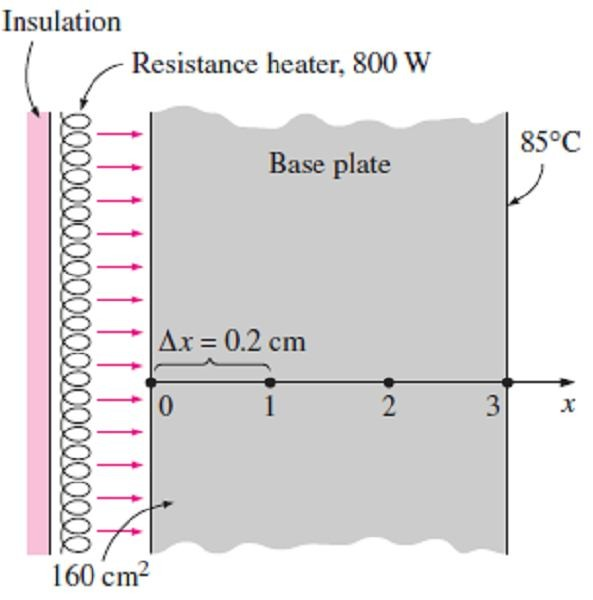 Insulation
Resistance heater, 800 W
85°C
Base plate
Δx = 0.2 cm
0 1 2 3 x
160 cm²